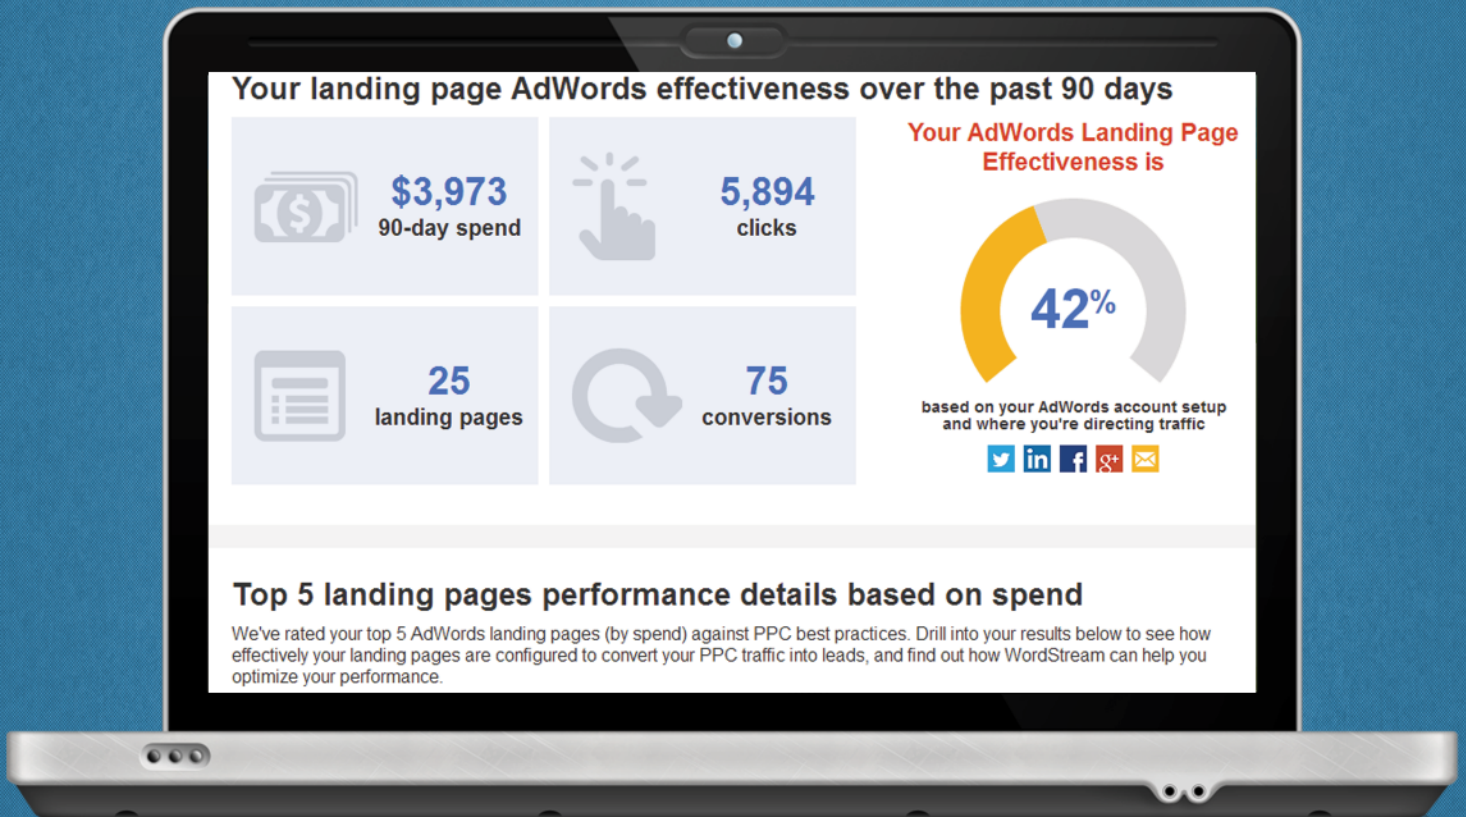 Your landing page AdWords effectiveness over the past 90 days
$3,973
90-day spend
5,894
clicks
25
landing pages
75
conversions
Your AdWords Landing Page
Effectiveness is
42%
based on your AdWords account setup
and where you're directing traffic
in
f
g+
Top 5 landing pages performance details based on spend
We've rated your top 5 AdWords landing pages (by spend) against PPC best practices. Drill into your results below to see how
effectively your landing pages are configured to convert your PPC traffic into leads, and find out how WordStream can help you
optimize your performance.